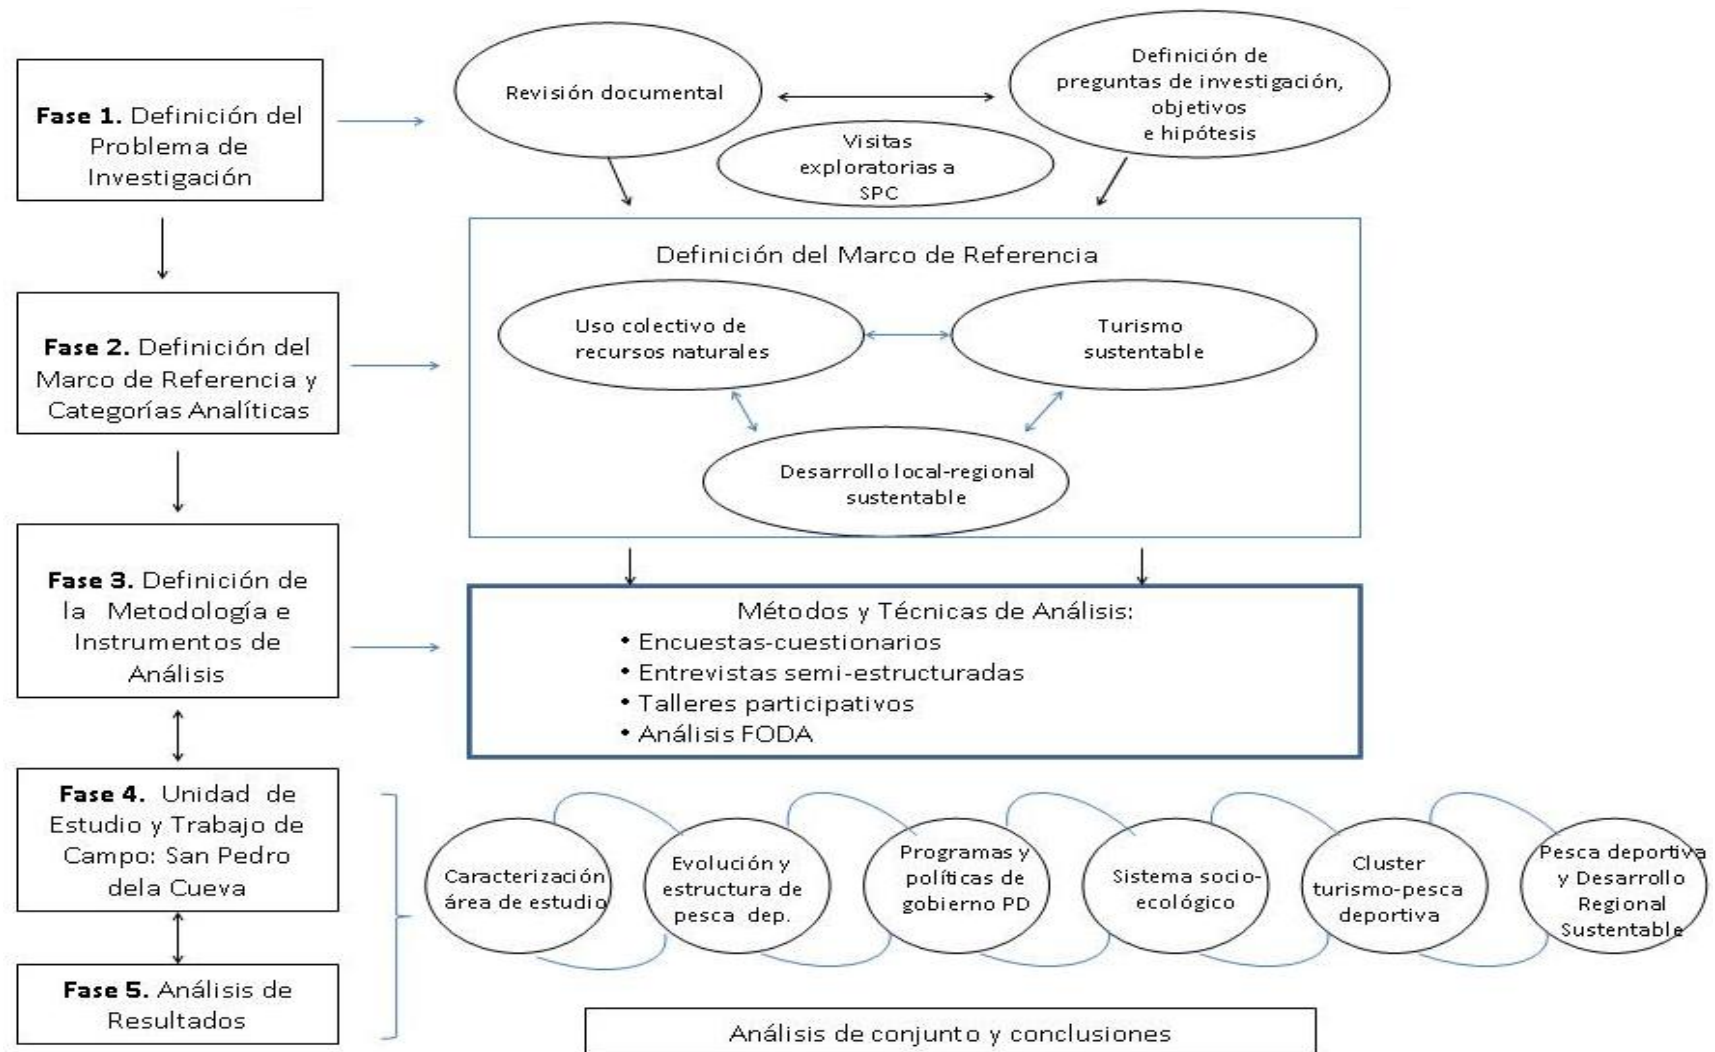 Fase 1. Definición del
Problema de
Investigación
Revisión documental
Definición de
preguntas de investigación,
objetivos
e hipótesis
Visitas
exploratorias a
SPC
Fase 2. Definición del
Marco de Referencia y
Categorías Analíticas
Definición del Marco de Referencia
Uso colectivo de
recursos naturales
Turismo
sustentable
Desarrollo local-regional
sustentable
Fase 3. Definición de
la Metodología e
Instrumentos de
Análisis
Métodos y Técnicas de Análisis:
• Encuestas-cuestionarios
• Entrevistas semi-estructuradas
• Talleres participativos
• Análisis FODA
Fase 4. Unidad de
Estudio y Trabajo de
Campo: San Pedro
dela Cueva
Caracterización
área de estudio
Evolución y
estructura de
pesca dep.
Programas y
políticas de
gobierno PD
Sistema socio-
ecológico
Cluster
turismo-pesca
deportiva
Pesca deportiva
y Desarrollo
Regional
Sustentable
Fase 5. Análisis de
Resultados
Análisis de conjunto y conclusiones